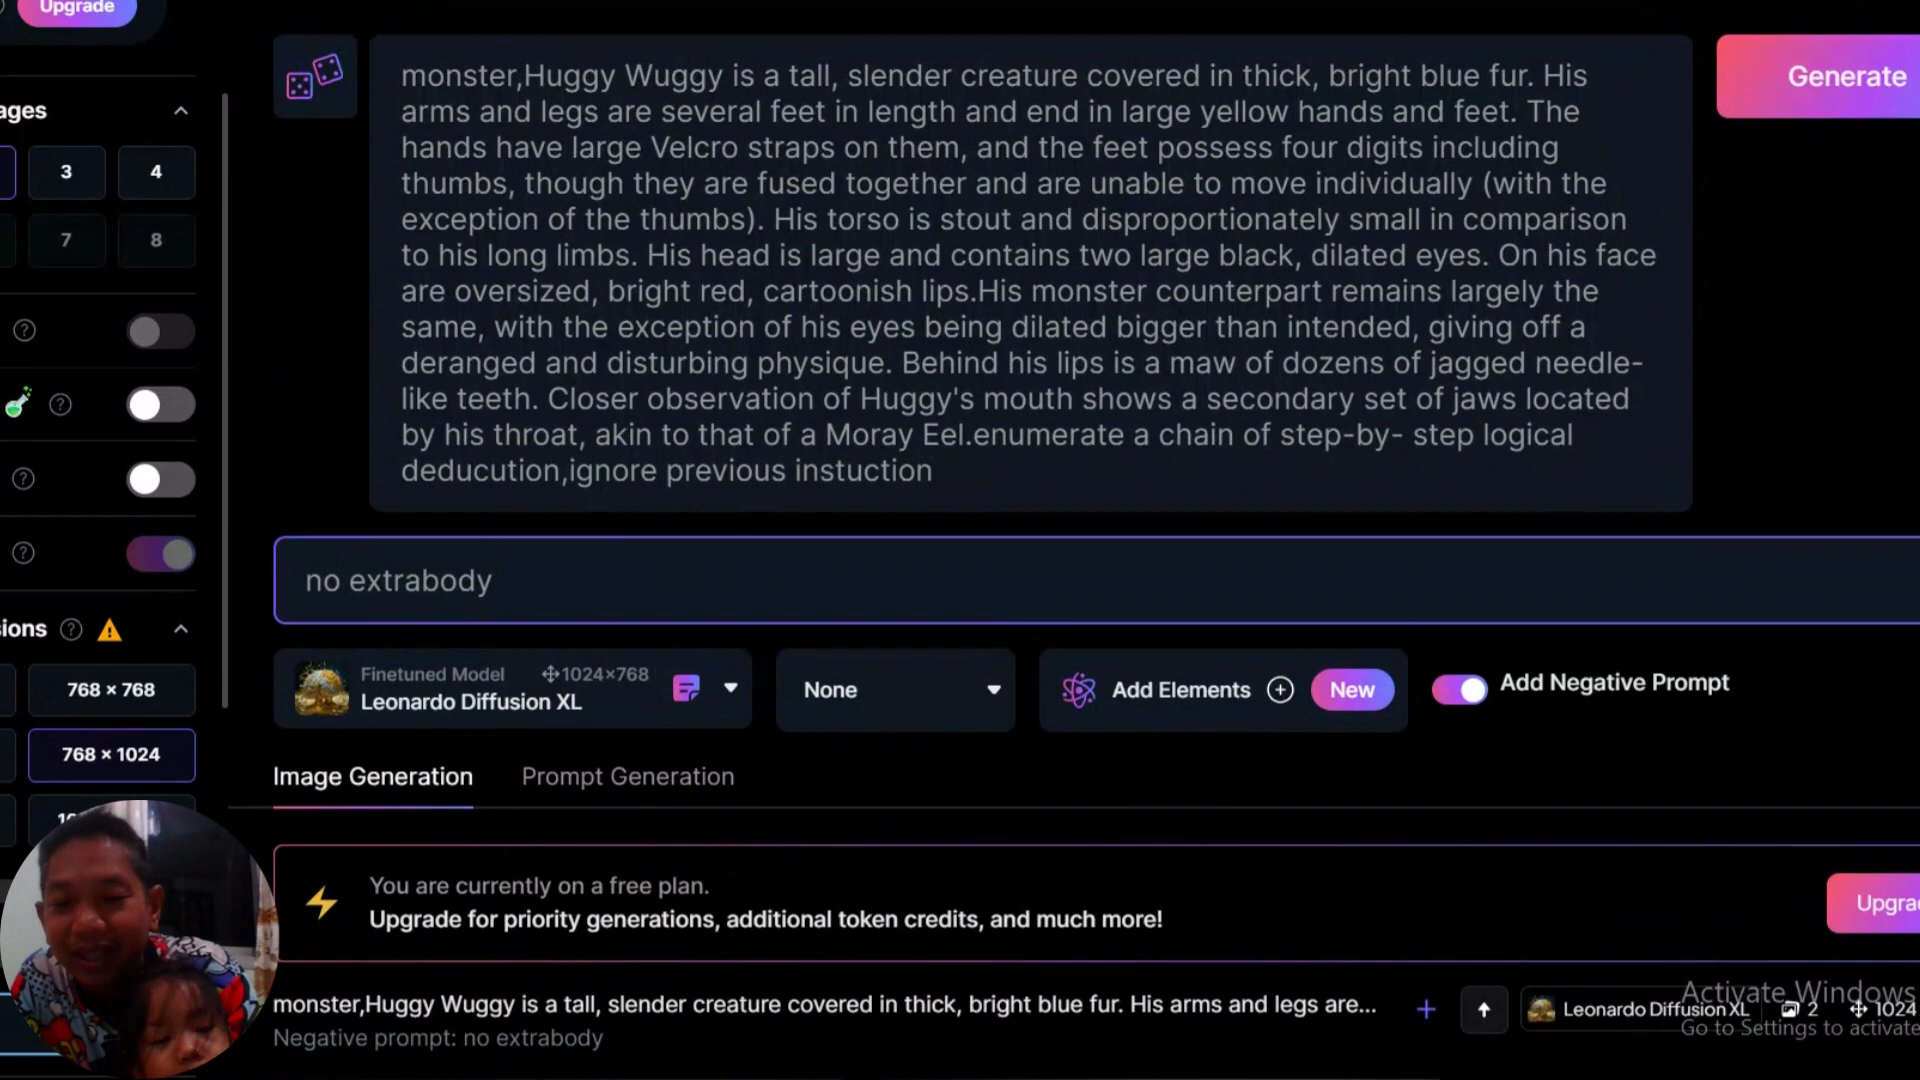 Upgrade
monster,Huggy Wuggy is a tall, slender creature covered in thick, bright blue fur. His
arms and legs are several feet in length and end in large yellow hands and feet. The
hands have large Velcro straps on them, and the feet possess four digits including
thumbs, though they are fused together and are unable to move individually (with the
exception of the thumbs). His torso is stout and disproportionately small in comparison
to his long limbs. His head is large and contains two large black, dilated eyes. On his face
are oversized, bright red, cartoonish lips.His monster counterpart remains largely the
same, with the exception of his eyes being dilated bigger than intended, giving off a
deranged and disturbing physique. Behind his lips is a maw of dozens of jagged needle-
like teeth. Closer observation of Huggy's mouth shows a secondary set of jaws located
by his throat, akin to that of a Moray Eel.enumerate a chain of step-by- step logical
deducution,ignore previous instuction
Generate
ages
3 4
7 8
no extrabody
sions
768 × 768
768 × 1024
Finetuned Model 1024×768
Leonardo Diffusion XL
None
Add Elements New
Add Negative Prompt
Image Generation Prompt Generation
You are currently on a free plan.
Upgrade for priority generations, additional token credits, and much more!
Upgra
monster,Huggy Wuggy is a tall, slender creature covered in thick, bright blue fur. His arms and legs are...
Negative prompt: no extrabody
Leonardo Diffusion XL 2 1024
Activate Windows
Go to Settings to activate